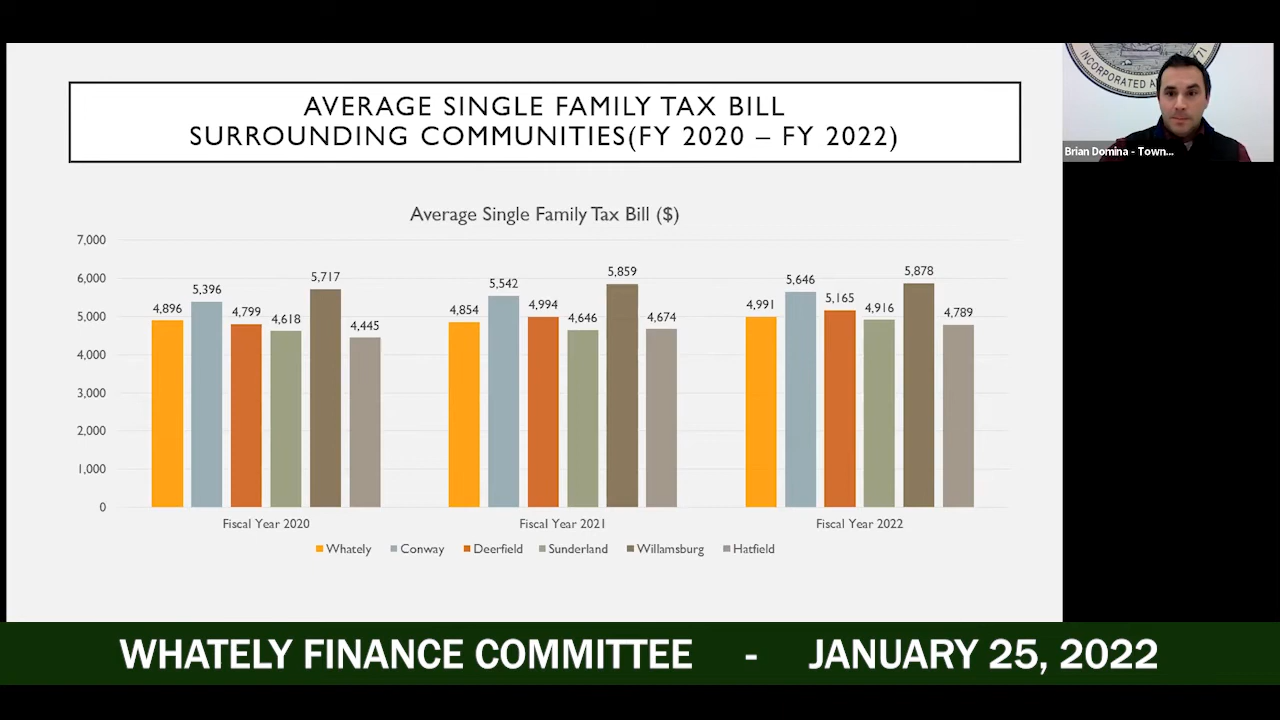 AVERAGE SINGLE FAMILY TAX BILL
SURROUNDING COMMUNITIES(FY 2020 – FY 2022)
INCORPORATED A
71
Brian Domina - Town...
Average Single Family Tax Bill ($)
7,000
6,000
5,000
4,000
3,000
2,000
1,000
0
4,896
5,396
4,799
4,618
5,717
4,445
4,854
5,542
4,994
4,646
5,859
4,674
4,991
5,646
5,165
4,916
5,878
4,789
Fiscal Year 2020
Fiscal Year 2021
Fiscal Year 2022
Whately
Conway
Deerfield
Sunderland
Willamsburg
Hatfield
WHATELY FINANCE COMMITTEE - JANUARY 25, 2022